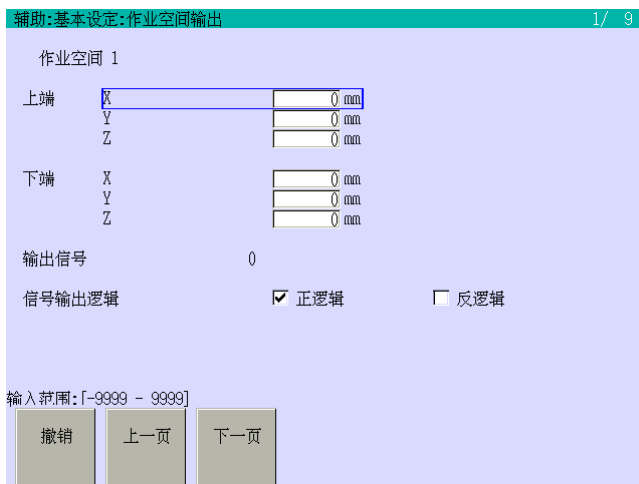 辅助:基本设定:作业空间输出 1/ 9
作业空间 1
上端 X 0 mm
Y 0 mm
Z 0 mm
下端 X 0 mm
Y 0 mm
Z 0 mm
输出信号 0
信号输出逻辑 正逻辑 反逻辑
输入范围:[-9999 - 9999]
撤销 上一页 下一页